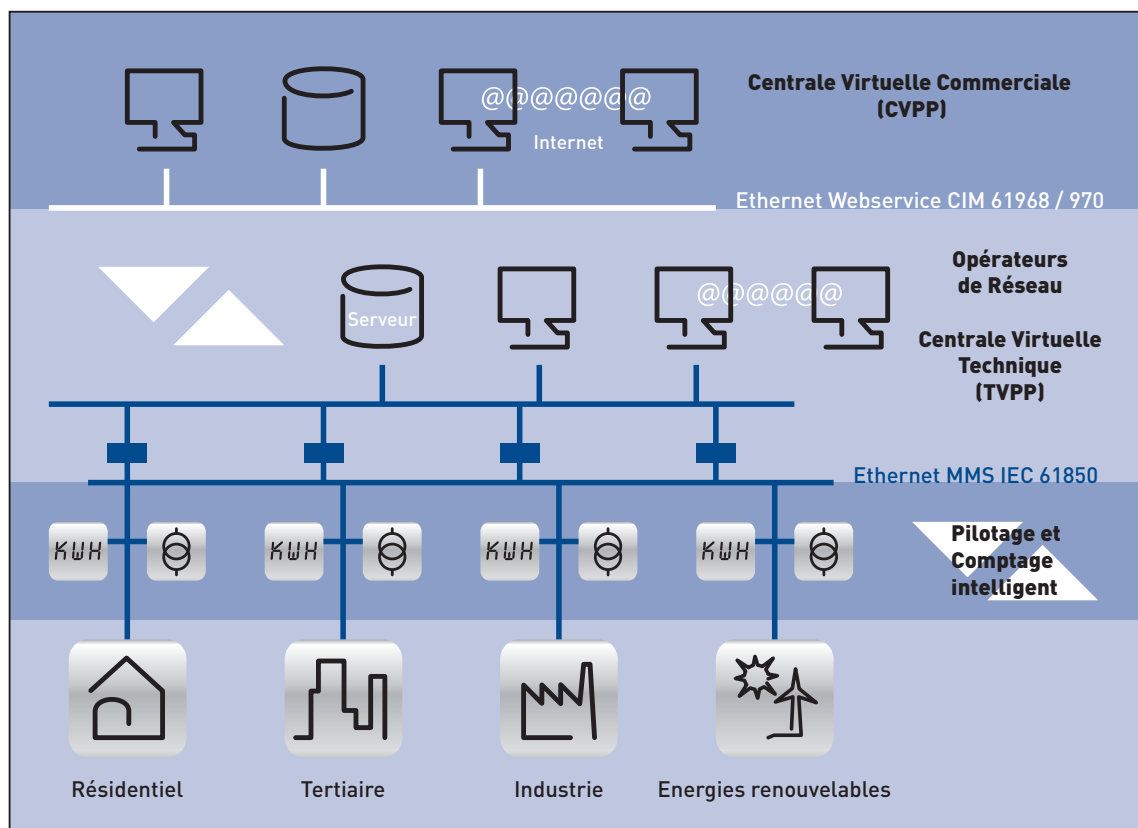 @@@@@@@
Internet
Centrale Virtuelle Commerciale
(CVPP)
Ethernet Webservice CIM 61968 / 970
Serveur
@@@@@@
Opérateurs
de Réseau
Centrale Virtuelle
Technique
(TVPP)
Ethernet MMS IEC 61850
KWH
KWH
KWH
KWH
Pilotage et
Comptage
intelligent
Résidentiel
Tertiaire
Industrie
Energies renouvelables